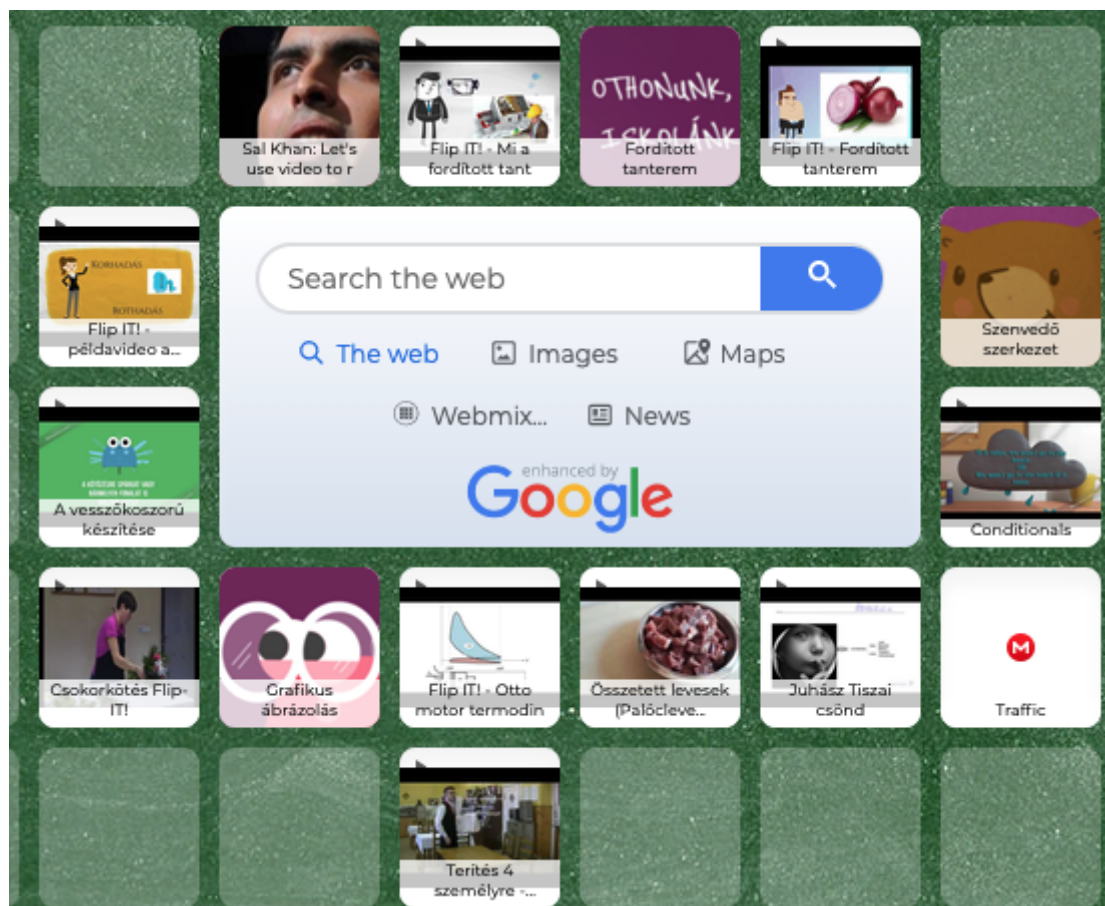 OTHONUNK,
ISKOLÁNK
Sal Khan: Let's
use video to r
Flip IT! - Mi a
fordított tant
Fordított
tanterem
Flip IT! - Fordított
tanterem
KORHADÁS
ROTHADÁS
Flip IT! -
példavideo a...
Search the web
The web
Images
Maps
Webmix...
News
enhanced by
Google
Szenvedő
szerkezet
A vesszőkoszorú
készítése
Conditionals
Csokorkötés Flip-
IT!
Grafikus
ábrázolás
Flip IT! - Otto
motor termodin
Összetett levesek
(Palócleve...
Juhász Tiszai
csönd
M
Traffic
Terítés 4
személyre -...